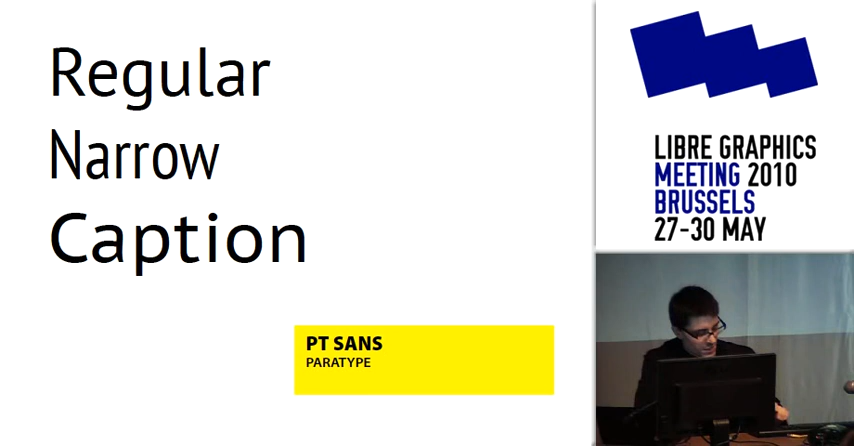 Regular
Narrow
Caption
PT SANS
PARATYPE
LIBRE GRAPHICS
MEETING 2010
BRUSSELS
27-30 MAY